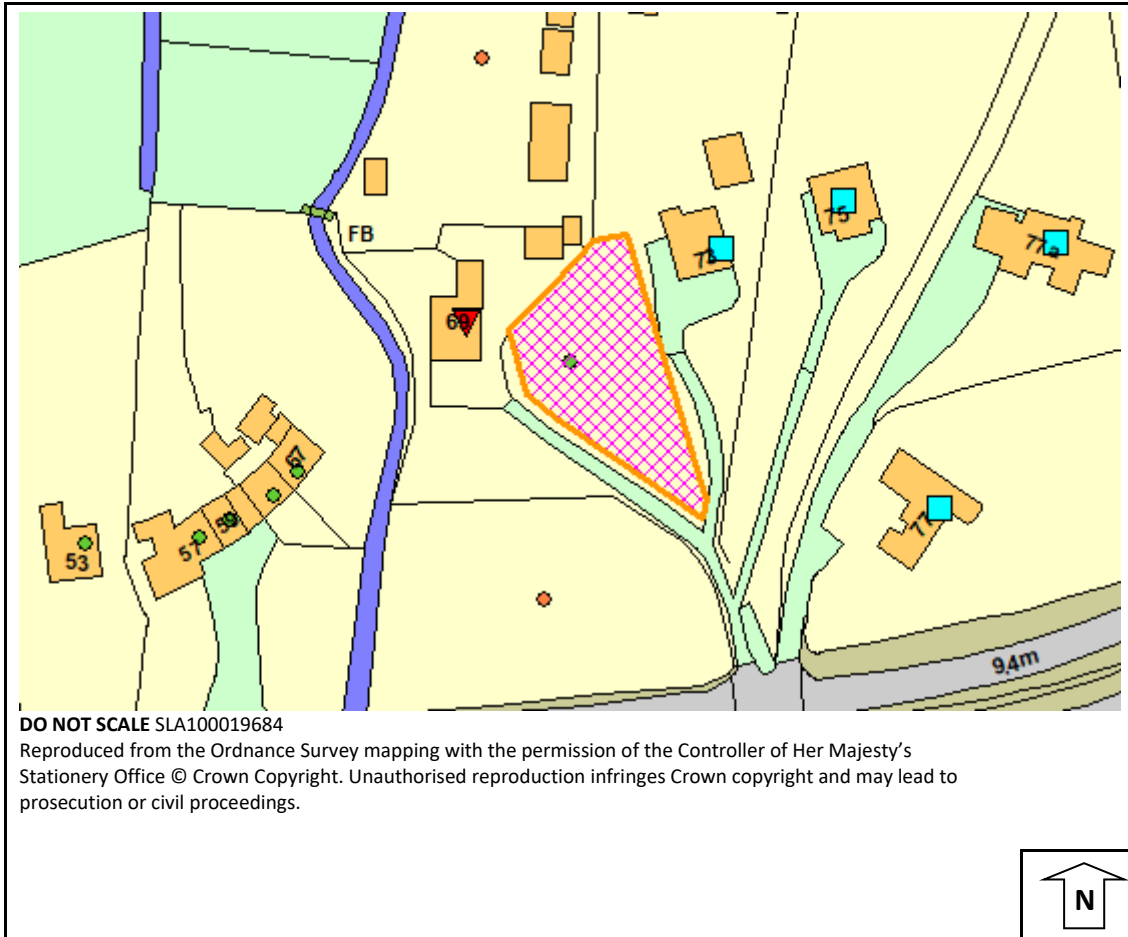 FB
75
73
77a
69
67
59
57
53
77
9.4m
DO NOT SCALE SLA100019684
Reproduced from the Ordnance Survey mapping with the permission of the Controller of Her Majesty's
Stationery Office © Crown Copyright. Unauthorised reproduction infringes Crown copyright and may lead to
prosecution or civil proceedings.
N